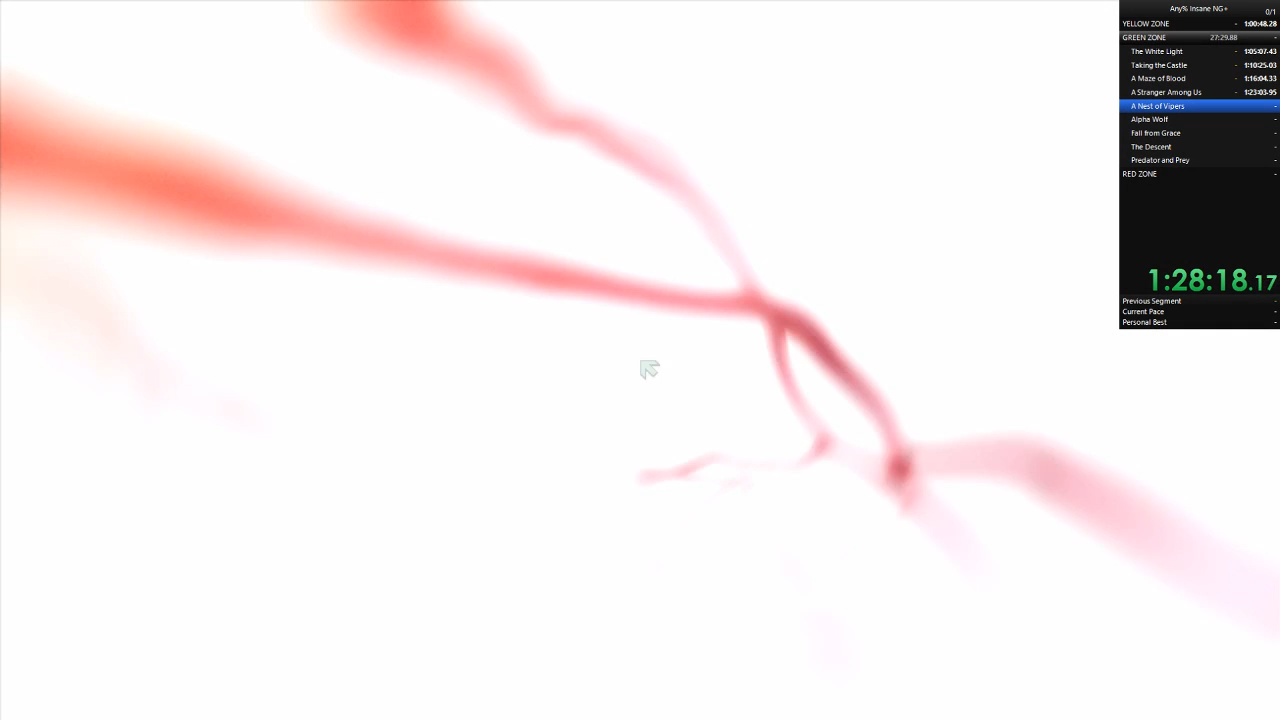 Any% Insane NG+
0/1
YELLOW ZONE - 1:00:48.28
GREEN ZONE 27:29.88 -
The White Light - 1:05:07.43
Taking the Castle - 1:10:25.03
A Maze of Blood - 1:16:04.33
A Stranger Among Us - 1:23:03.95
A Nest of Vipers -
Alpha Wolf -
Fall from Grace -
The Descent -
Predator and Prey -
RED ZONE -
1:28:18.17
Previous Segment -
Current Pace -
Personal Best -